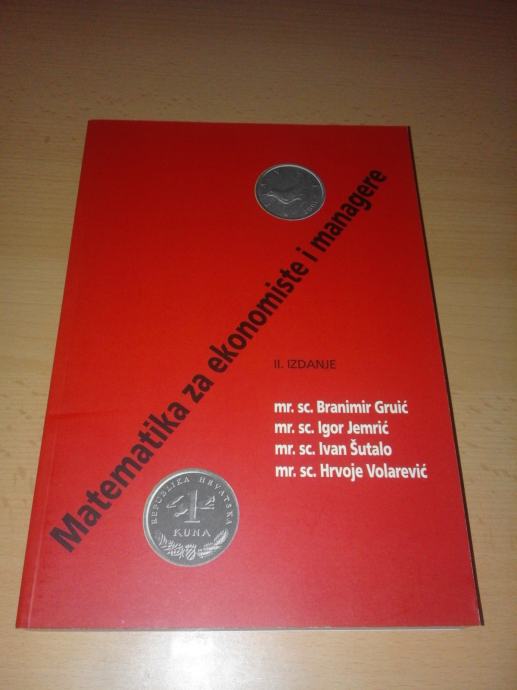 Matematika za ekonomiste i managere
II. IZDANJE
mr. sc. Branimir Gruić
mr. sc. Igor Jemrić
mr. sc. Ivan Šutalo
mr. sc. Hrvoje Volarević
REPUBLIKA HRVATSKA
1
KUNA